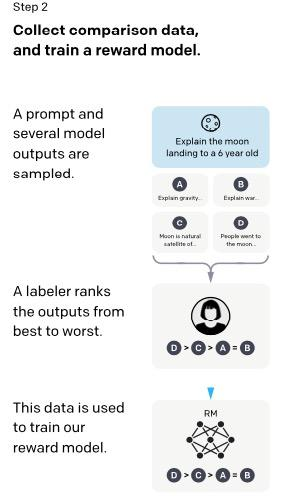 Step 2
Collect comparison data,
and train a reward model.
A prompt and
several model
outputs are
sampled.
Explain the moon
landing to a 6 year old
A
Explain gravity...
B
Explain war...
C
Moon is natural
satellite of...
D
People went to
the moon...
A labeler ranks
the outputs from
best to worst.
D > C > A = B
This data is used
to train our
reward model.
RM
D > C > A = B